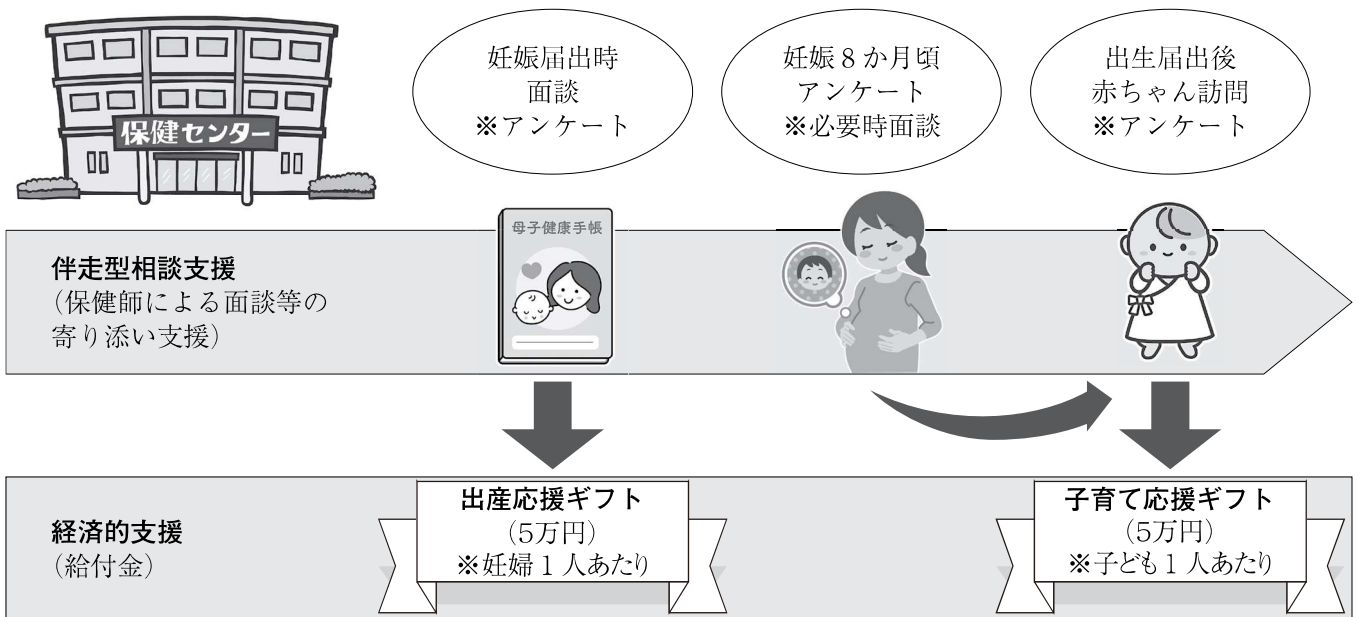 保健センター
妊娠届出時
面談
※アンケート
妊娠8か月頃
アンケート
※必要時面談
出生届出後
赤ちゃん訪問
※アンケート
伴走型相談支援
（保健師による面談等の
寄り添い支援）
母子健康手帳
経済的支援
（給付金）
出産応援ギフト
（5万円）
※妊婦1人あたり
子育て応援ギフト
（5万円）
※子ども1人あたり